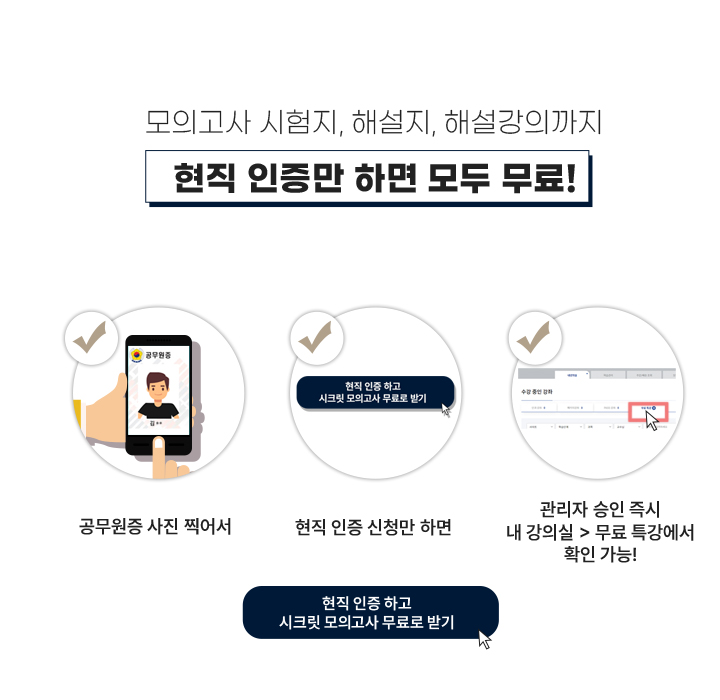 모의고사 시험지, 해설지, 해설강의까지
현직 인증만 하면 모두 무료!
공무원증
김**
현직 인증 하고
시크릿 모의고사 무료로 받기
수강 중인 강좌
공무원증 사진 찍어서
현직 인증 신청만 하면
관리자 승인 즉시
내 강의실 > 무료 특강에서
확인 가능!
현직 인증 하고
시크릿 모의고사 무료로 받기